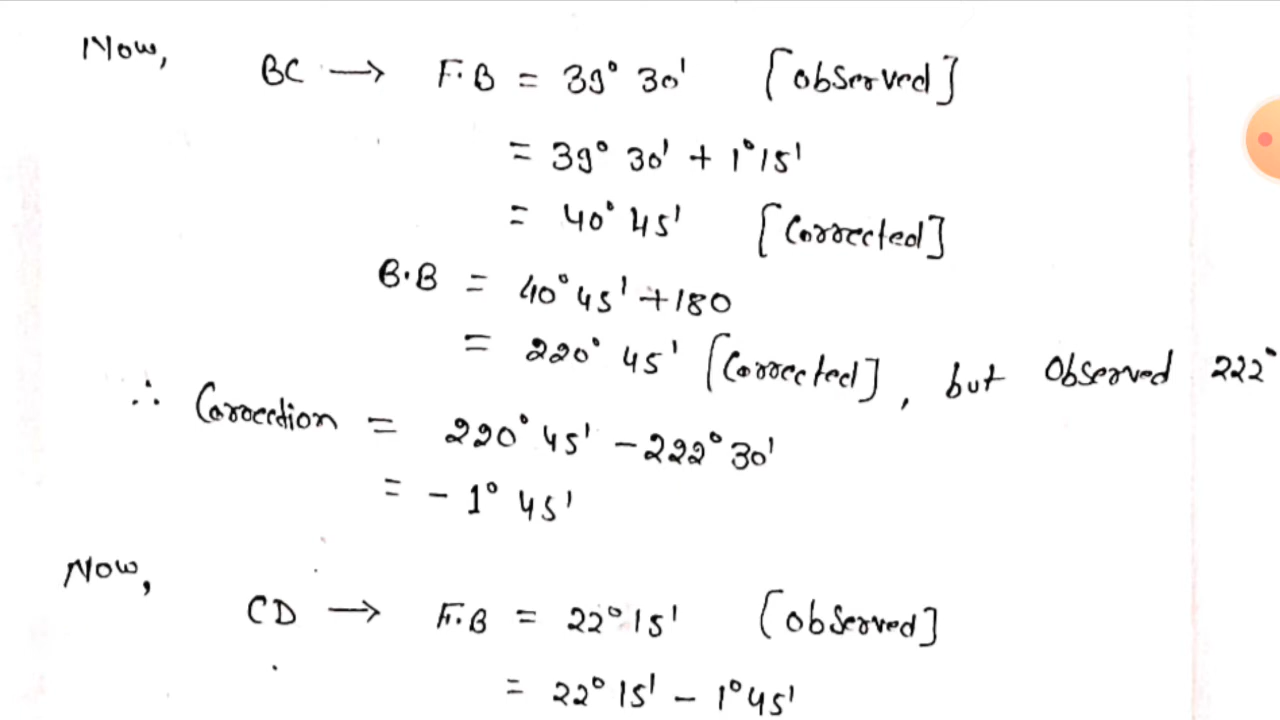 Now, BC → F.B = 39° 30' [observed]
= 39° 30' + 1° 15'
= 40° 45' [Corrected]
B.B = 40° 45' + 180
= 220° 45' [Corrected], but Observed 222°
∴ Correction = 220° 45' - 222° 30'
= - 1° 45'
Now,
CD → F.B = 22° 15' [observed]
= 22° 15' - 1° 45'